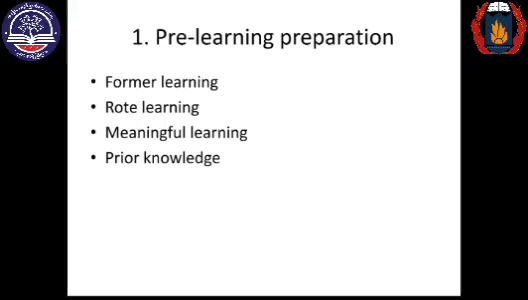 1. Pre-learning preparation
• Former learning
• Rote learning
• Meaningful learning
• Prior knowledge